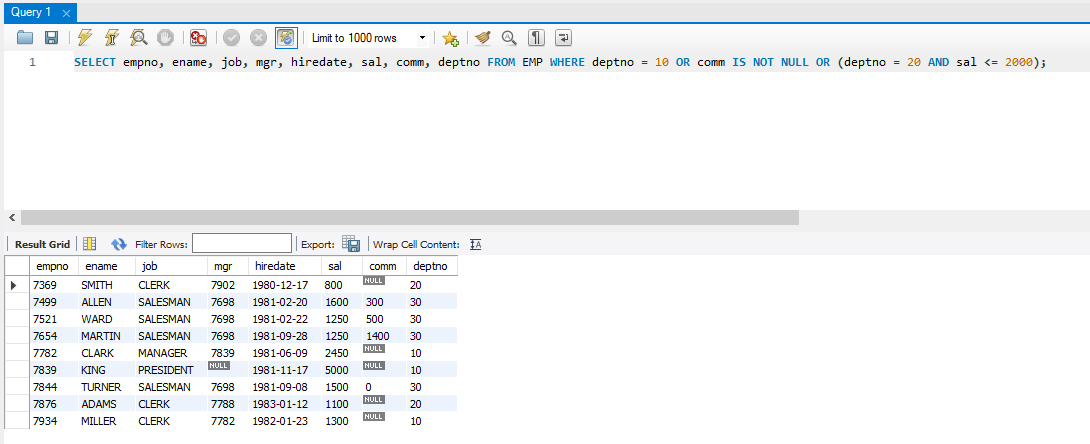 Query 1
Limit to 1000 rows
1 SELECT empno, ename, job, mgr, hiredate, sal, comm, deptno FROM EMP WHERE deptno = 10 OR comm IS NOT NULL OR (deptno = 20 AND sal <= 2000);
Result Grid Filter Rows: Export: Wrap Cell Content:
empno ename job mgr hiredate sal comm deptno
7369 SMITH CLERK 7902 1980-12-17 800 NULL 20
7499 ALLEN SALESMAN 7698 1981-02-20 1600 300 30
7521 WARD SALESMAN 7698 1981-02-22 1250 500 30
7654 MARTIN SALESMAN 7698 1981-09-28 1250 1400 30
7782 CLARK MANAGER 7839 1981-06-09 2450 NULL 10
7839 KING PRESIDENT NULL 1981-11-17 5000 NULL 10
7844 TURNER SALESMAN 7698 1981-09-08 1500 0 30
7876 ADAMS CLERK 7788 1983-01-12 1100 NULL 20
7934 MILLER CLERK 7782 1982-01-23 1300 NULL 10